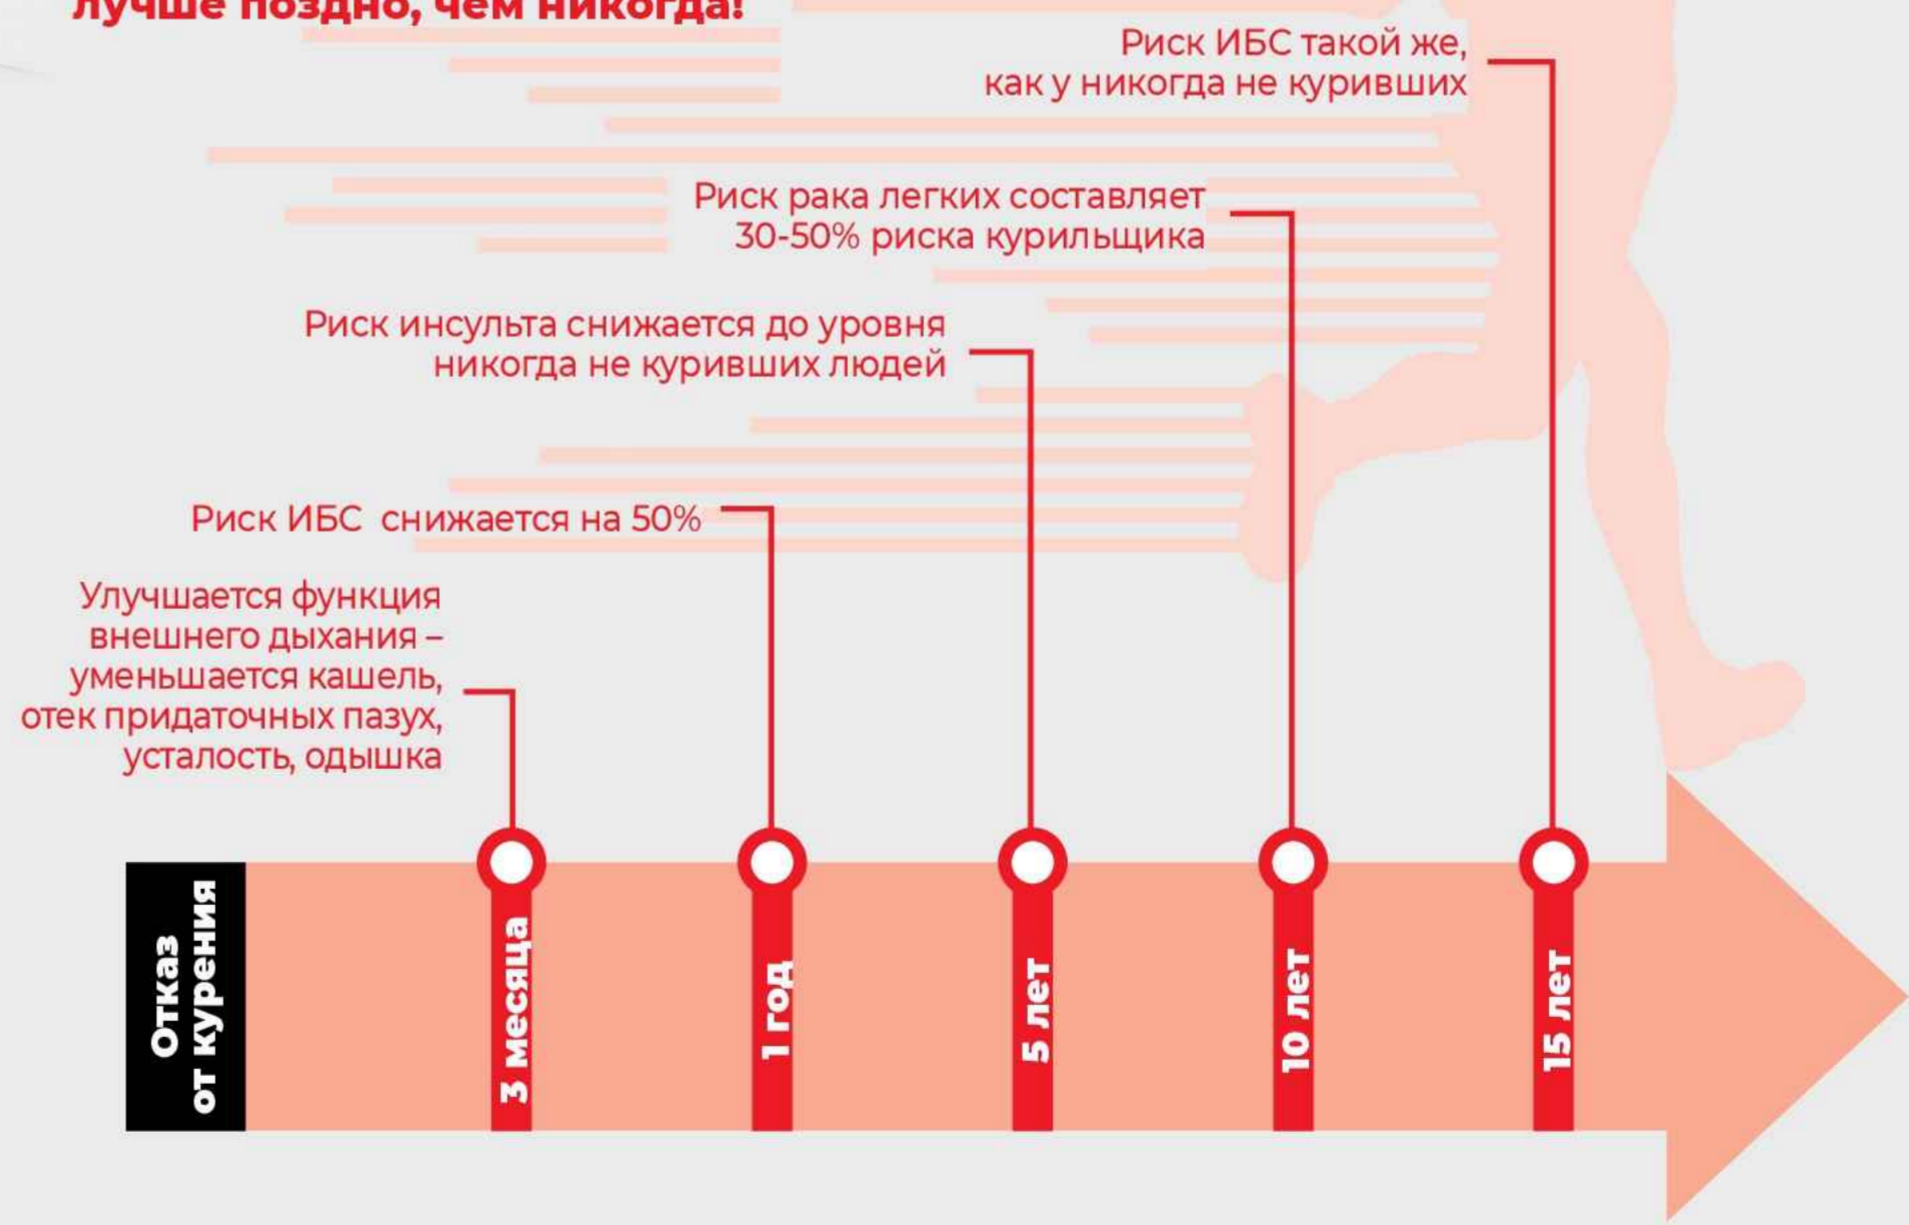 лучше поздно, чем никогда!
Риск ИБС такой же,
как у никогда не куривших
Риск рака легких составляет
30-50% риска курильщика
Риск инсульта снижается до уровня
никогда не куривших людей
Риск ИБС снижается на 50%
Улучшается функция
внешнего дыхания –
уменьшается кашель,
отек придаточных пазух,
усталость, одышка
Отказ
от курения
3 месяца
1 год
5 лет
10 лет
15 лет